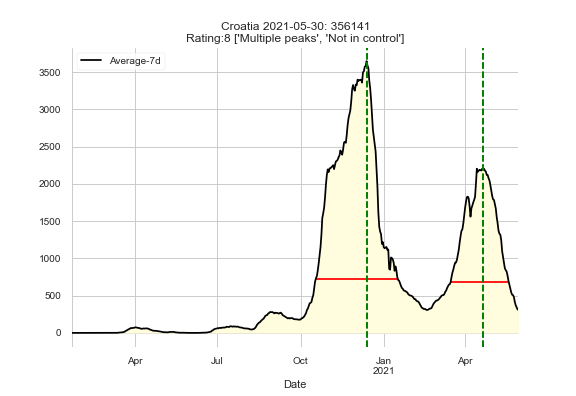 Croatia 2021-05-30: 356141
Rating:8 ['Multiple peaks', 'Not in control']
Average-7d
3500
3000
2500
2000
1500
1000
500
0
Apr
Jul
Oct
Jan
2021
Apr
Date